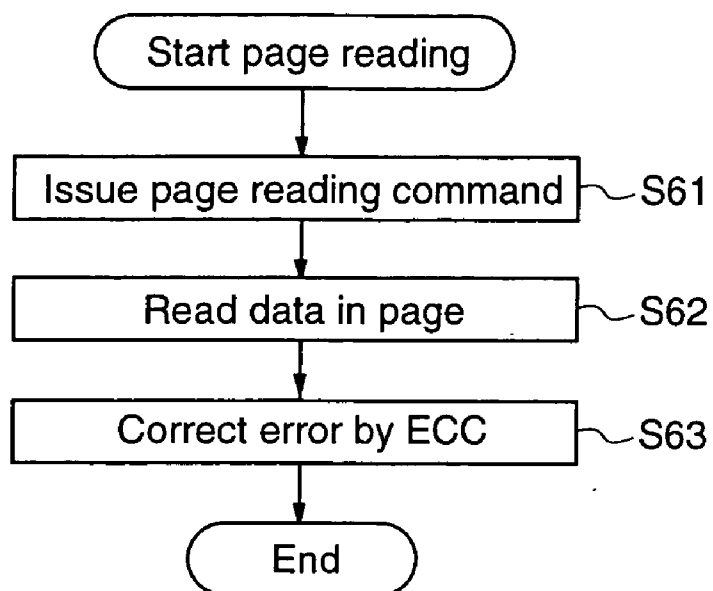 Start page reading
Issue page reading command
S61
Read data in page
S62
Correct error by ECC
S63
End